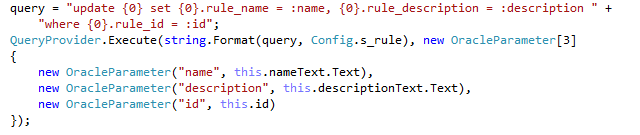 query = "update {0} set {0}.rule_name = :name, {0}.rule_description = :description " +
    "where {0}.rule_id = :id";
QueryProvider.Execute(string.Format(query, Config.s_rule), new OracleParameter[3]
{
    new OracleParameter("name", this.nameText.Text),
    new OracleParameter("description", this.descriptionText.Text),
    new OracleParameter("id", this.id)
});